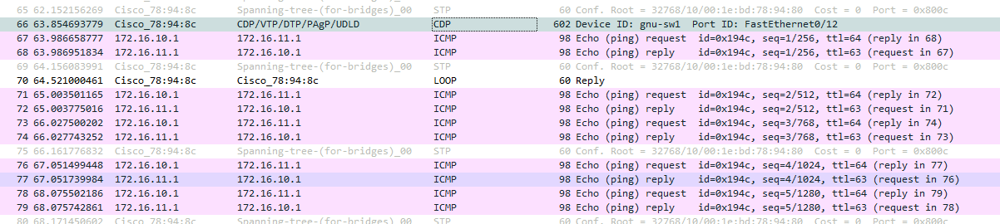 65 62.152156269 Cisco_78:94:8c Spanning-tree-(for-bridges)_00 STP 60 Conf. Root = 32768/10/00:1e:bd:78:94:80 Cost = 0 Port = 0x800c
66 63.854693779 Cisco_78:94:8c CDP/VTP/DTP/PAgP/UDLD CDP 602 Device ID: gnu-sw1 Port ID: FastEthernet0/12
67 63.986658777 172.16.10.1 172.16.11.1 ICMP 98 Echo (ping) request id=0x194c, seq=1/256, ttl=64 (reply in 68)
68 63.986951834 172.16.11.1 172.16.10.1 ICMP 98 Echo (ping) reply id=0x194c, seq=1/256, ttl=63 (request in 67)
69 64.156083991 Cisco_78:94:8c Spanning-tree-(for-bridges)_00 STP 60 Conf. Root = 32768/10/00:1e:bd:78:94:80 Cost = 0 Port = 0x800c
70 64.521000461 Cisco_78:94:8c Cisco_78:94:8c LOOP 60 Reply
71 65.003501165 172.16.10.1 172.16.11.1 ICMP 98 Echo (ping) request id=0x194c, seq=2/512, ttl=64 (reply in 72)
72 65.003775016 172.16.11.1 172.16.10.1 ICMP 98 Echo (ping) reply id=0x194c, seq=2/512, ttl=63 (request in 71)
73 66.027500202 172.16.10.1 172.16.11.1 ICMP 98 Echo (ping) request id=0x194c, seq=3/768, ttl=64 (reply in 74)
74 66.027743252 172.16.11.1 172.16.10.1 ICMP 98 Echo (ping) reply id=0x194c, seq=3/768, ttl=63 (request in 73)
75 66.161776832 Cisco_78:94:8c Spanning-tree-(for-bridges)_00 STP 60 Conf. Root = 32768/10/00:1e:bd:78:94:80 Cost = 0 Port = 0x800c
76 67.051499448 172.16.10.1 172.16.11.1 ICMP 98 Echo (ping) request id=0x194c, seq=4/1024, ttl=64 (reply in 77)
77 67.051739984 172.16.11.1 172.16.10.1 ICMP 98 Echo (ping) reply id=0x194c, seq=4/1024, ttl=63 (request in 76)
78 68.075502186 172.16.10.1 172.16.11.1 ICMP 98 Echo (ping) request id=0x194c, seq=5/1280, ttl=64 (reply in 79)
79 68.075742861 172.16.11.1 172.16.10.1 ICMP 98 Echo (ping) reply id=0x194c, seq=5/1280, ttl=63 (request in 78)
80 68.171450602 Cisco_78:94:8c Spanning-tree-(for-bridges)_00 STP 60 Conf. Root = 32768/10/00:1e:bd:78:94:80 Cost = 0 Port = 0x800c